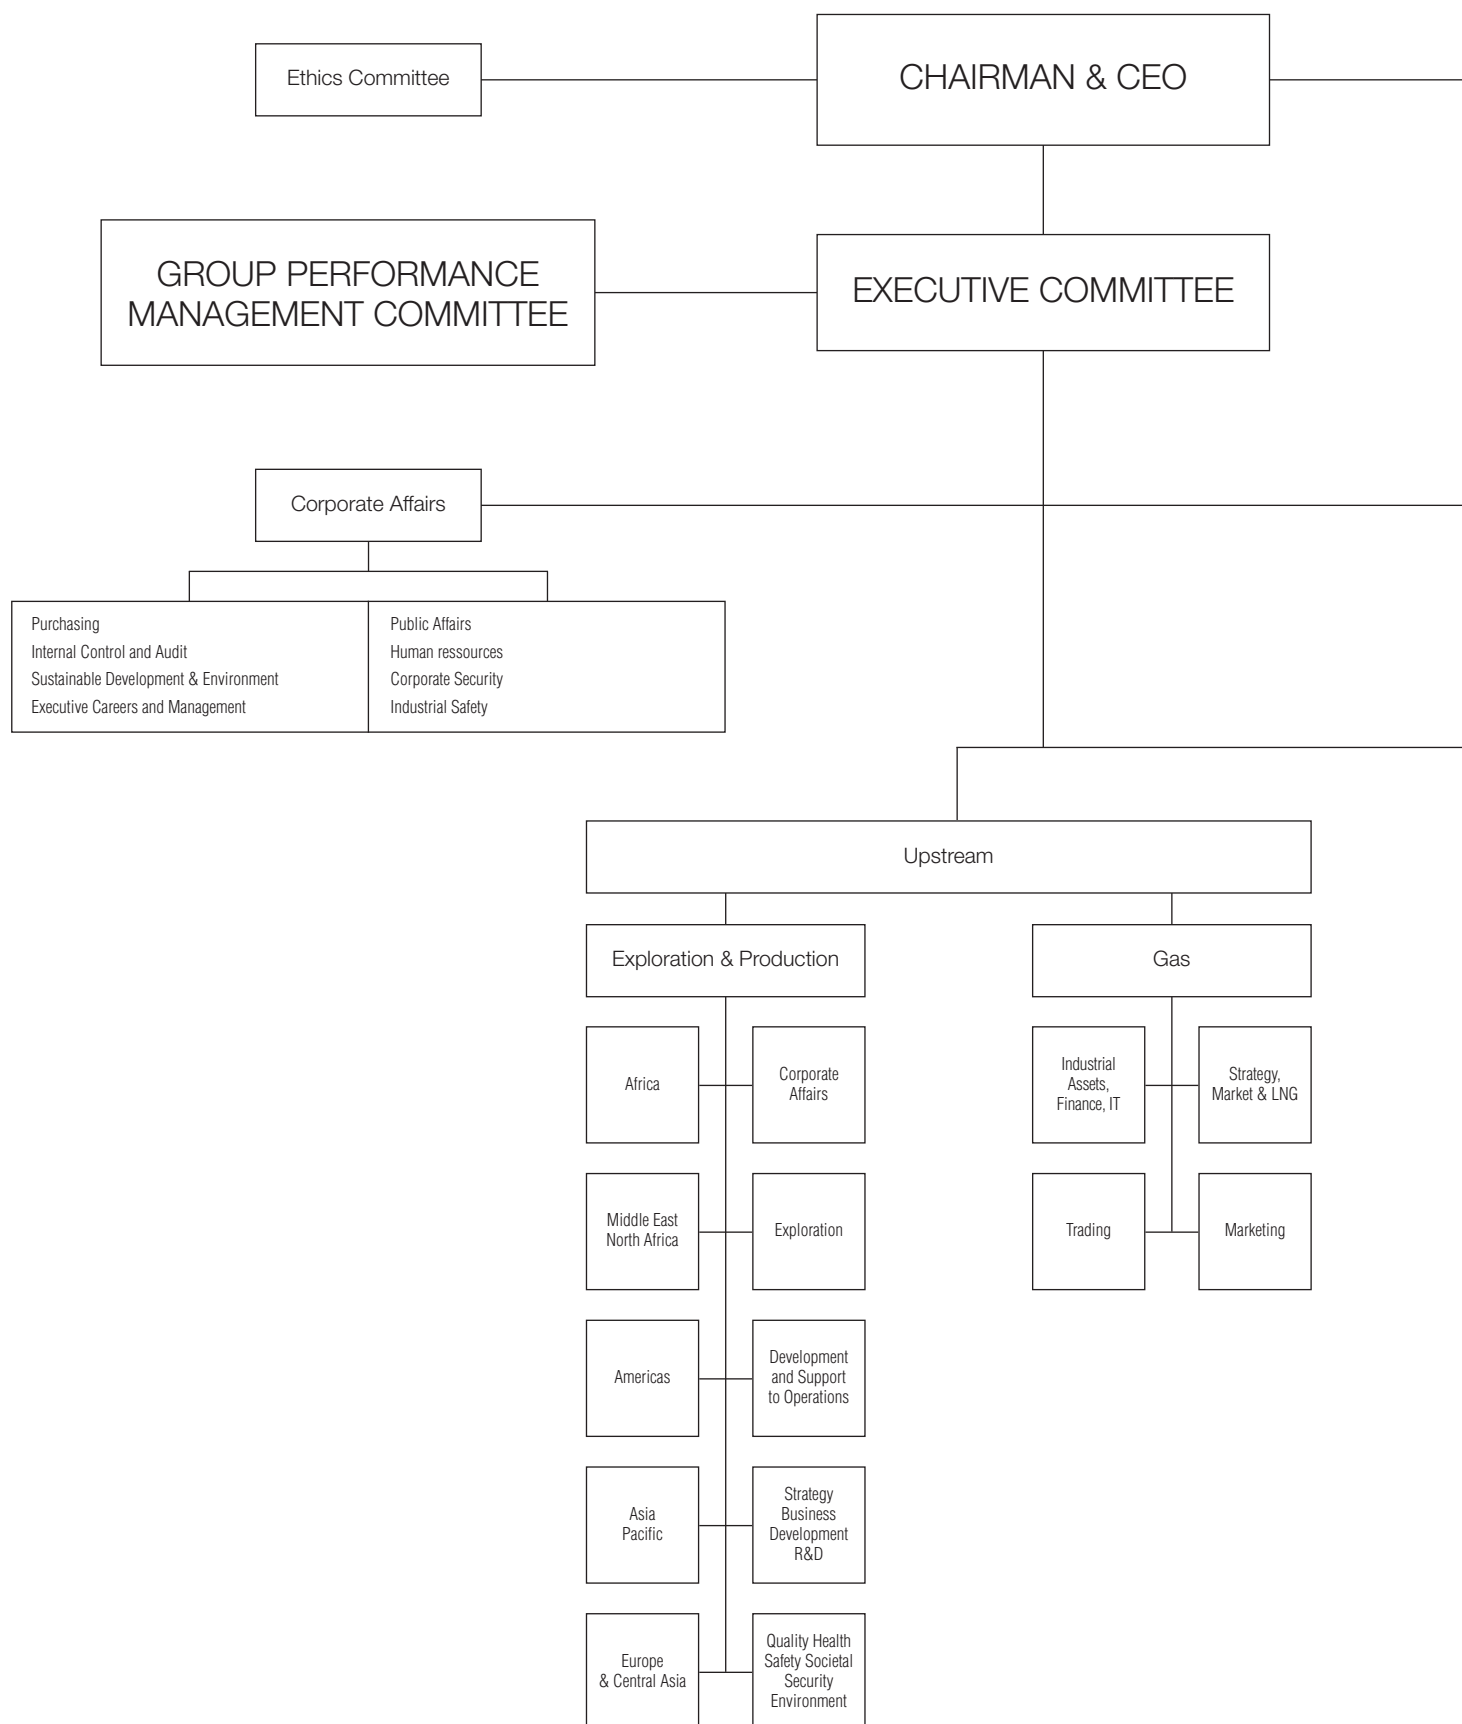 Ethics Committee
CHAIRMAN & CEO
GROUP PERFORMANCE
MANAGEMENT COMMITTEE
EXECUTIVE COMMITTEE
Corporate Affairs
Purchasing
Internal Control and Audit
Sustainable Development & Environment
Executive Careers and Management
Public Affairs
Human ressources
Corporate Security
Industrial Safety
Upstream
Exploration & Production
Gas
Africa
Corporate
Affairs
Industrial
Assets,
Finance, IT
Strategy,
Market & LNG
Middle East
North Africa
Exploration
Trading
Marketing
Americas
Development
and Support
to Operations
Asia
Pacific
Strategy
Business
Development
R&D
Europe
& Central Asia
Quality Health
Safety Societal
Security
Environment